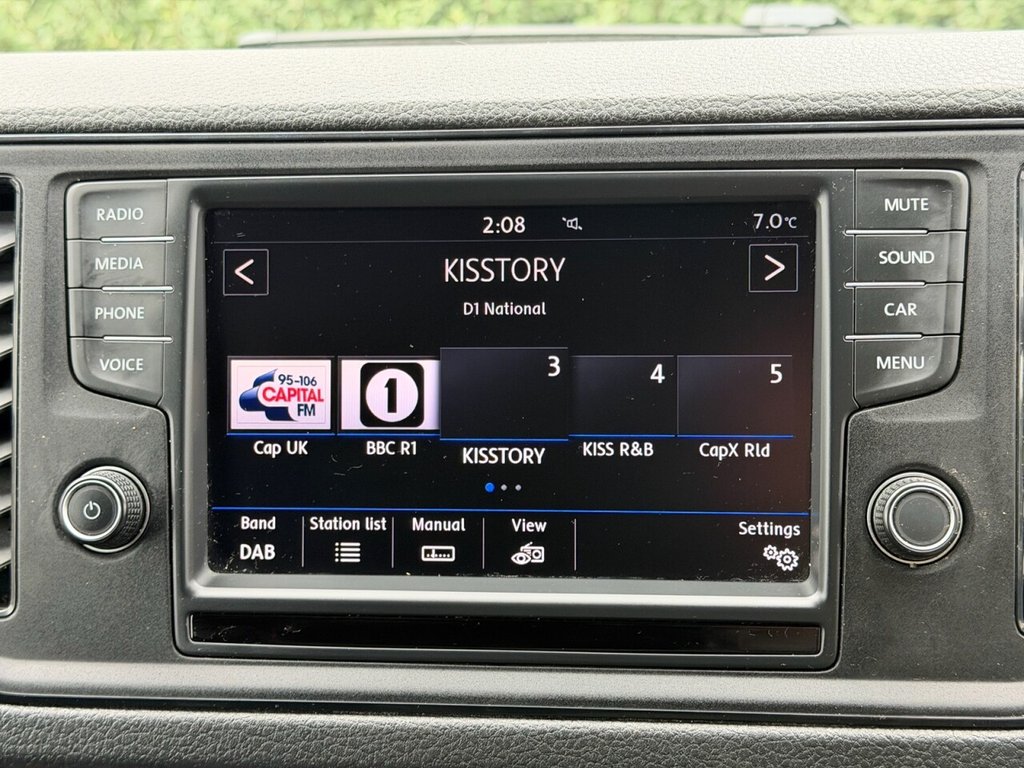 RADIO
MEDIA
PHONE
VOICE
2:08
7.0°C
<
KISSTORY
>
D1 National
95-106
CAPITAL
FM
1
3
4
5
Cap UK
BBC R1
KISSTORY
KISS R&B
CapX Rld
Band
DAB
Station list
Manual
View
Settings
MUTE
SOUND
CAR
MENU